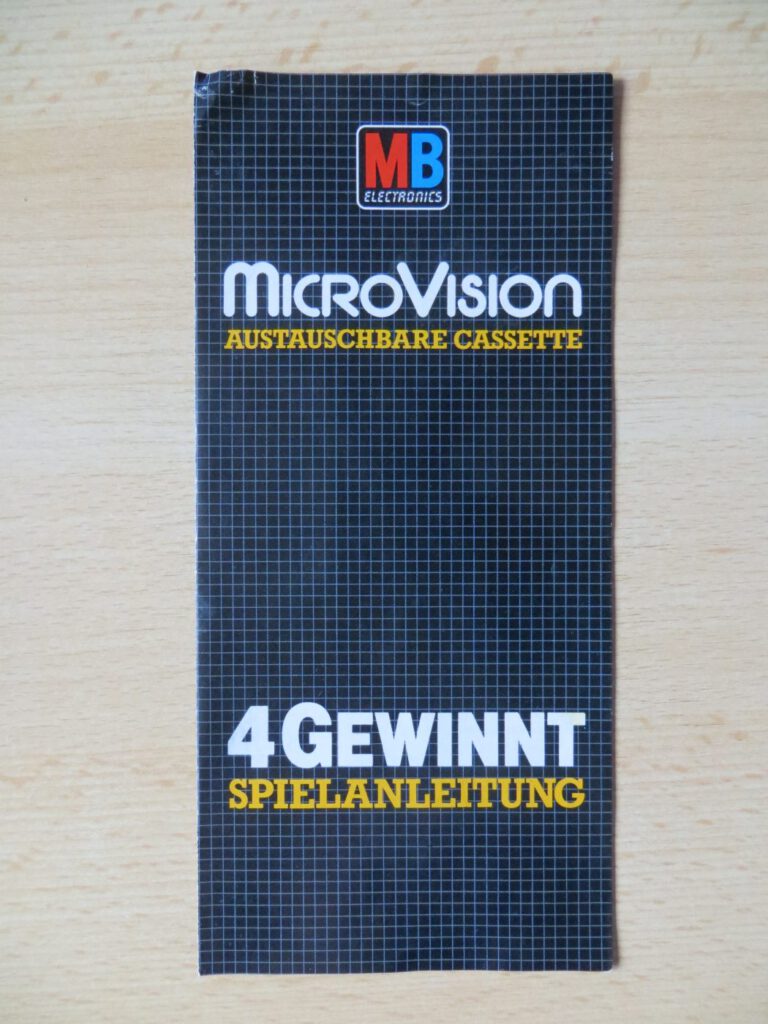 MB
ELECTRONICS
MICROVISION
AUSTAUSCHBARE CASSETTE
4 GEWINNT
SPIELANLEITUNG